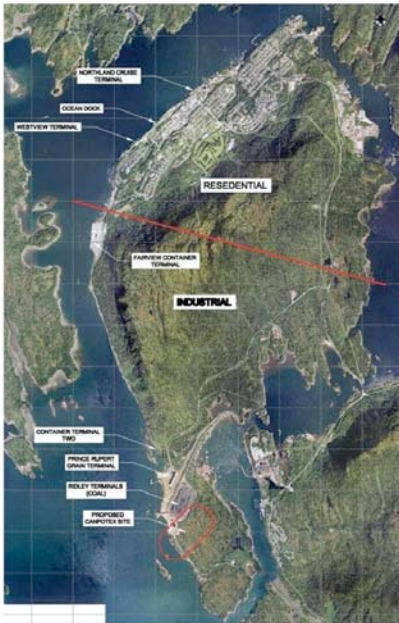 NORTHLAND CRUISE
TERMINAL
OCEAN DOCK
WESTVIEW TERMINAL
RESEDENTIAL
FAIRVIEW CONTAINER
TERMINAL
INDUSTRIAL
CONTAINER TERMINAL
TWO
PRINCE RUPERT
GRAIN TERMINAL
RIDLEY TERMINALS
(COAL)
PROPOSED
CANPOTEX SITE